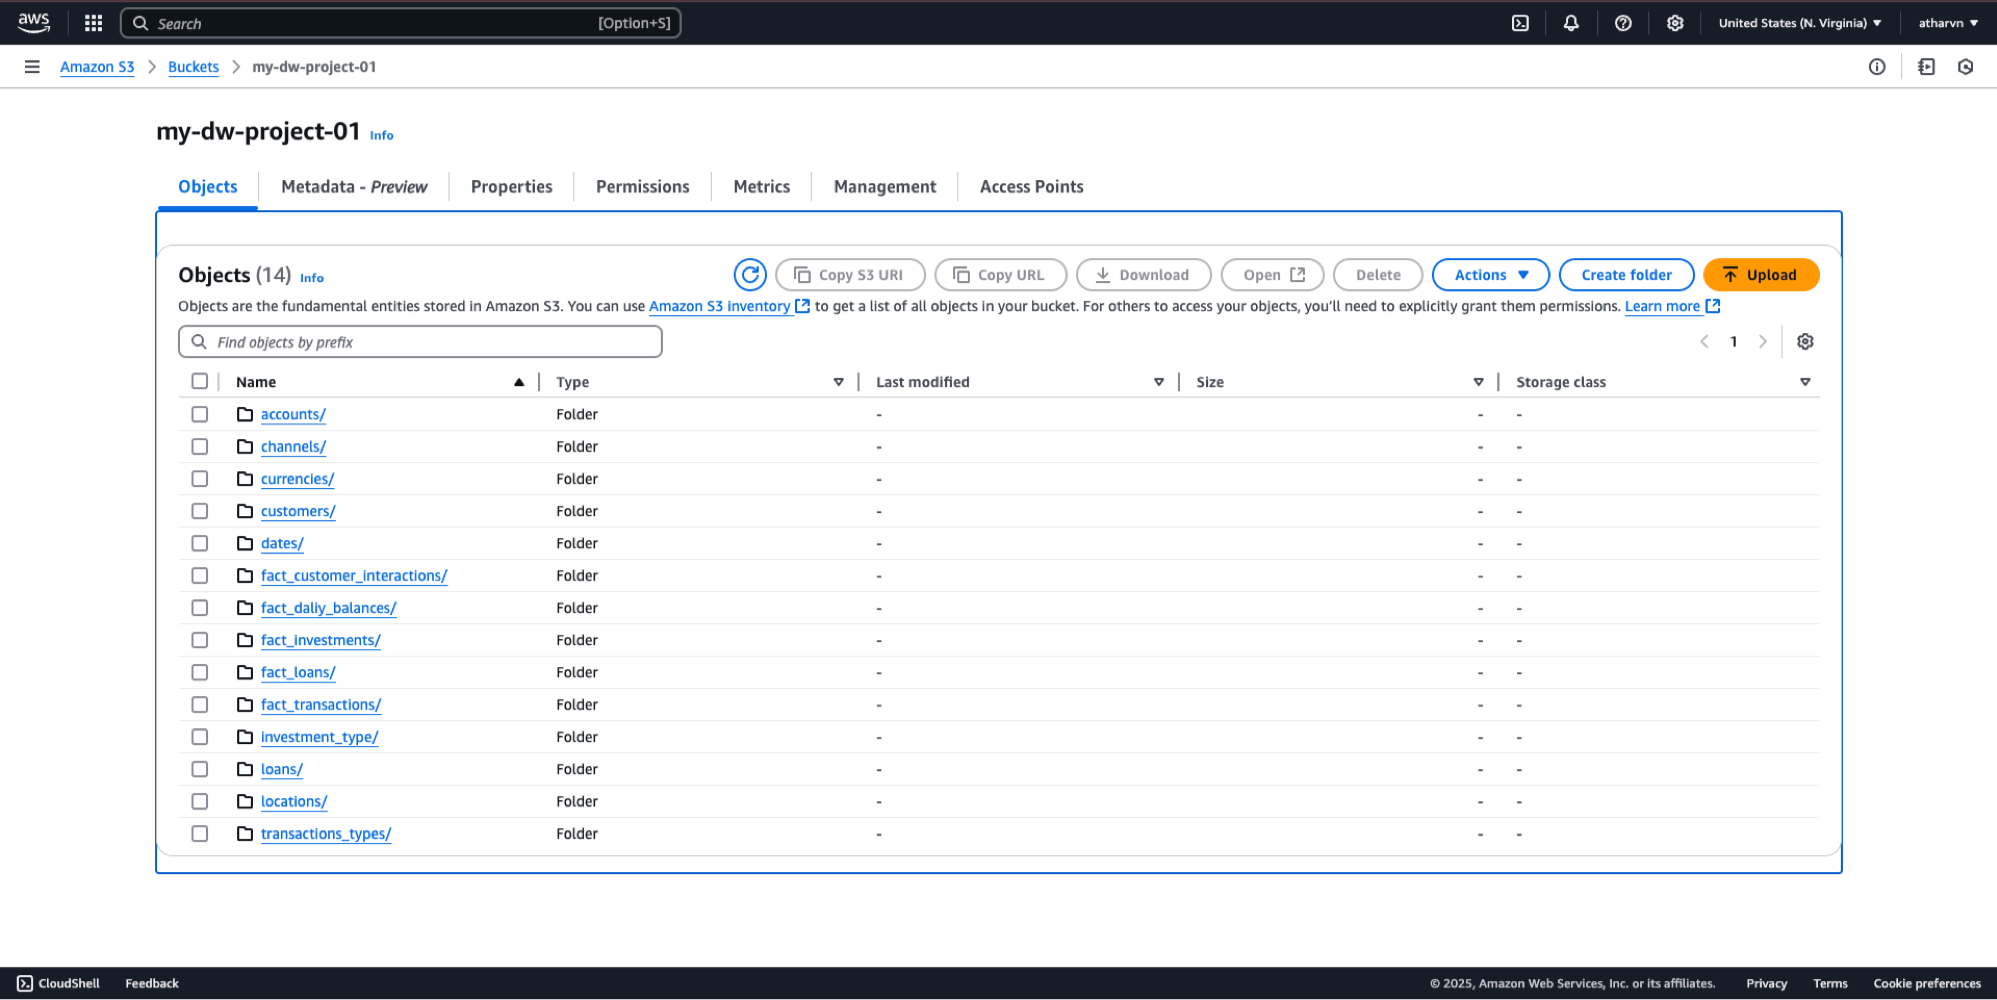 aws Search [Option+S] United States (N. Virginia) atharvn
Amazon S3 Buckets my-dw-project-01
my-dw-project-01 Info
Objects Metadata - Preview Properties Permissions Metrics Management Access Points
Objects (14) Info Copy S3 URI Copy URL Download Open Delete Actions Create folder Upload
Objects are the fundamental entities stored in Amazon S3. You can use Amazon S3 inventory to get a list of all objects in your bucket. For others to access your objects, you'll need to explicitly grant them permissions. Learn more
Find objects by prefix 1
Name Type Last modified Size Storage class
accounts/ Folder - - -
channels/ Folder - - -
currencies/ Folder - - -
customers/ Folder - - -
dates/ Folder - - -
fact_customer_interactions/ Folder - - -
fact_daliy_balances/ Folder - - -
fact_investments/ Folder - - -
fact_loans/ Folder - - -
fact_transactions/ Folder - - -
investment_type/ Folder - - -
loans/ Folder - - -
locations/ Folder - - -
transactions_types/ Folder - - -
CloudShell Feedback © 2025, Amazon Web Services, Inc. or its affiliates. Privacy Terms Cookie preferences